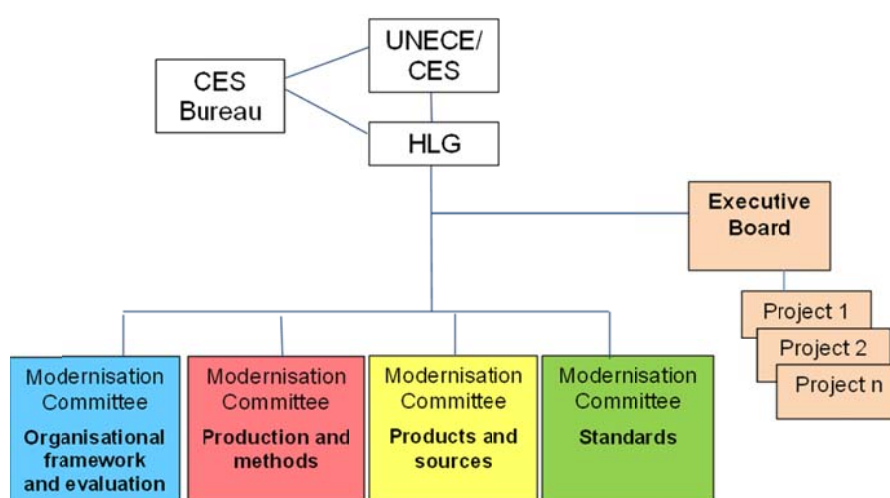 UNECE/
CES
CES
Bureau
HLG
Executive
Board
Project 1
Project 2
Project n
Modernisation
Committee
Organisational
framework
and evaluation
Modernisation
Committee
Production and
methods
Modernisation
Committee
Products and
sources
Modernisation
Committee
Standards